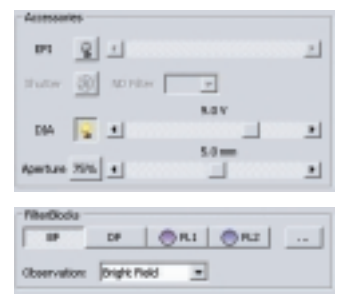 Accessories
EPI
Shutter ND Filter
9.0 V
DIA
5.0 mm
Aperture 75%
FilterBlocks
BF DF FL1 FL2 ...
Observation: Bright Field